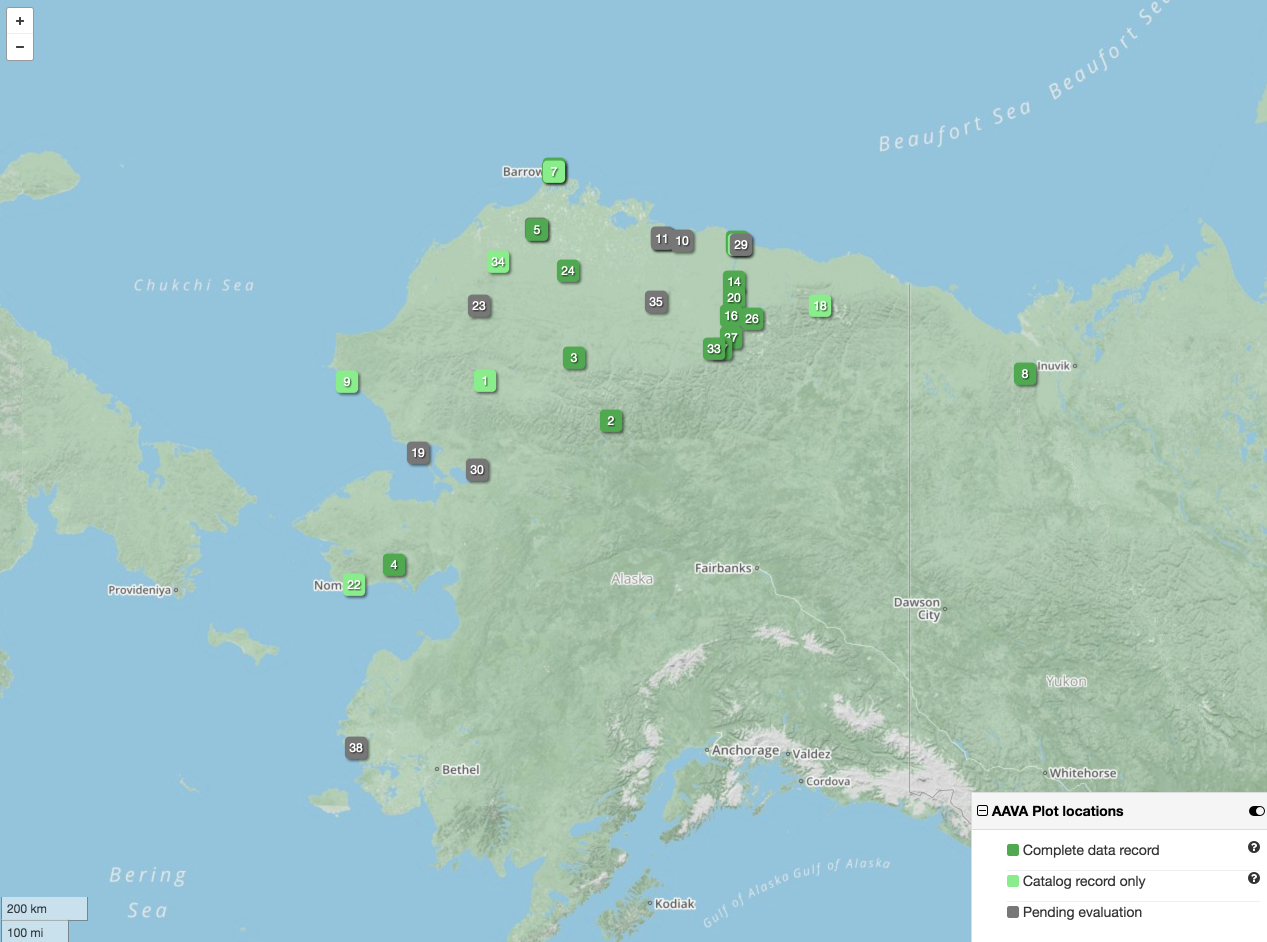 +
−
Beaufort Sea
Beaufort Sea
Barrow
7
5
11
10
29
34
24
Chukchi Sea
23
35
14
20
18
16
26
37
33
3
9
1
Inuvik
8
2
19
30
4
Nom
22
Provideniya
Alaska
Fairbanks
Dawson
City
Yukon
38
Bethel
Anchorage
Valdez
Cordova
Whitehorse
Bering
Sea
Gulf of Alaska
Gulf of Alaska
Kodiak
200 km
100 mi
AAVA Plot locations
Complete data record
?
Catalog record only
?
Pending evaluation